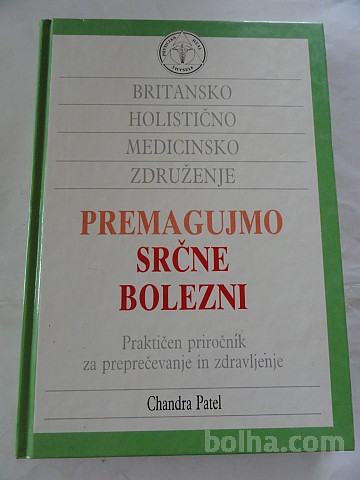 BRITANSKO
HOLISTIČNO
MEDICINSKO
ZDRUŽENJE
PREMAGUJMO
SRČNE
BOLEZNI
Praktičen priročnik
za preprečevanje in zdravljenje
Chandra Patel
bolha.com